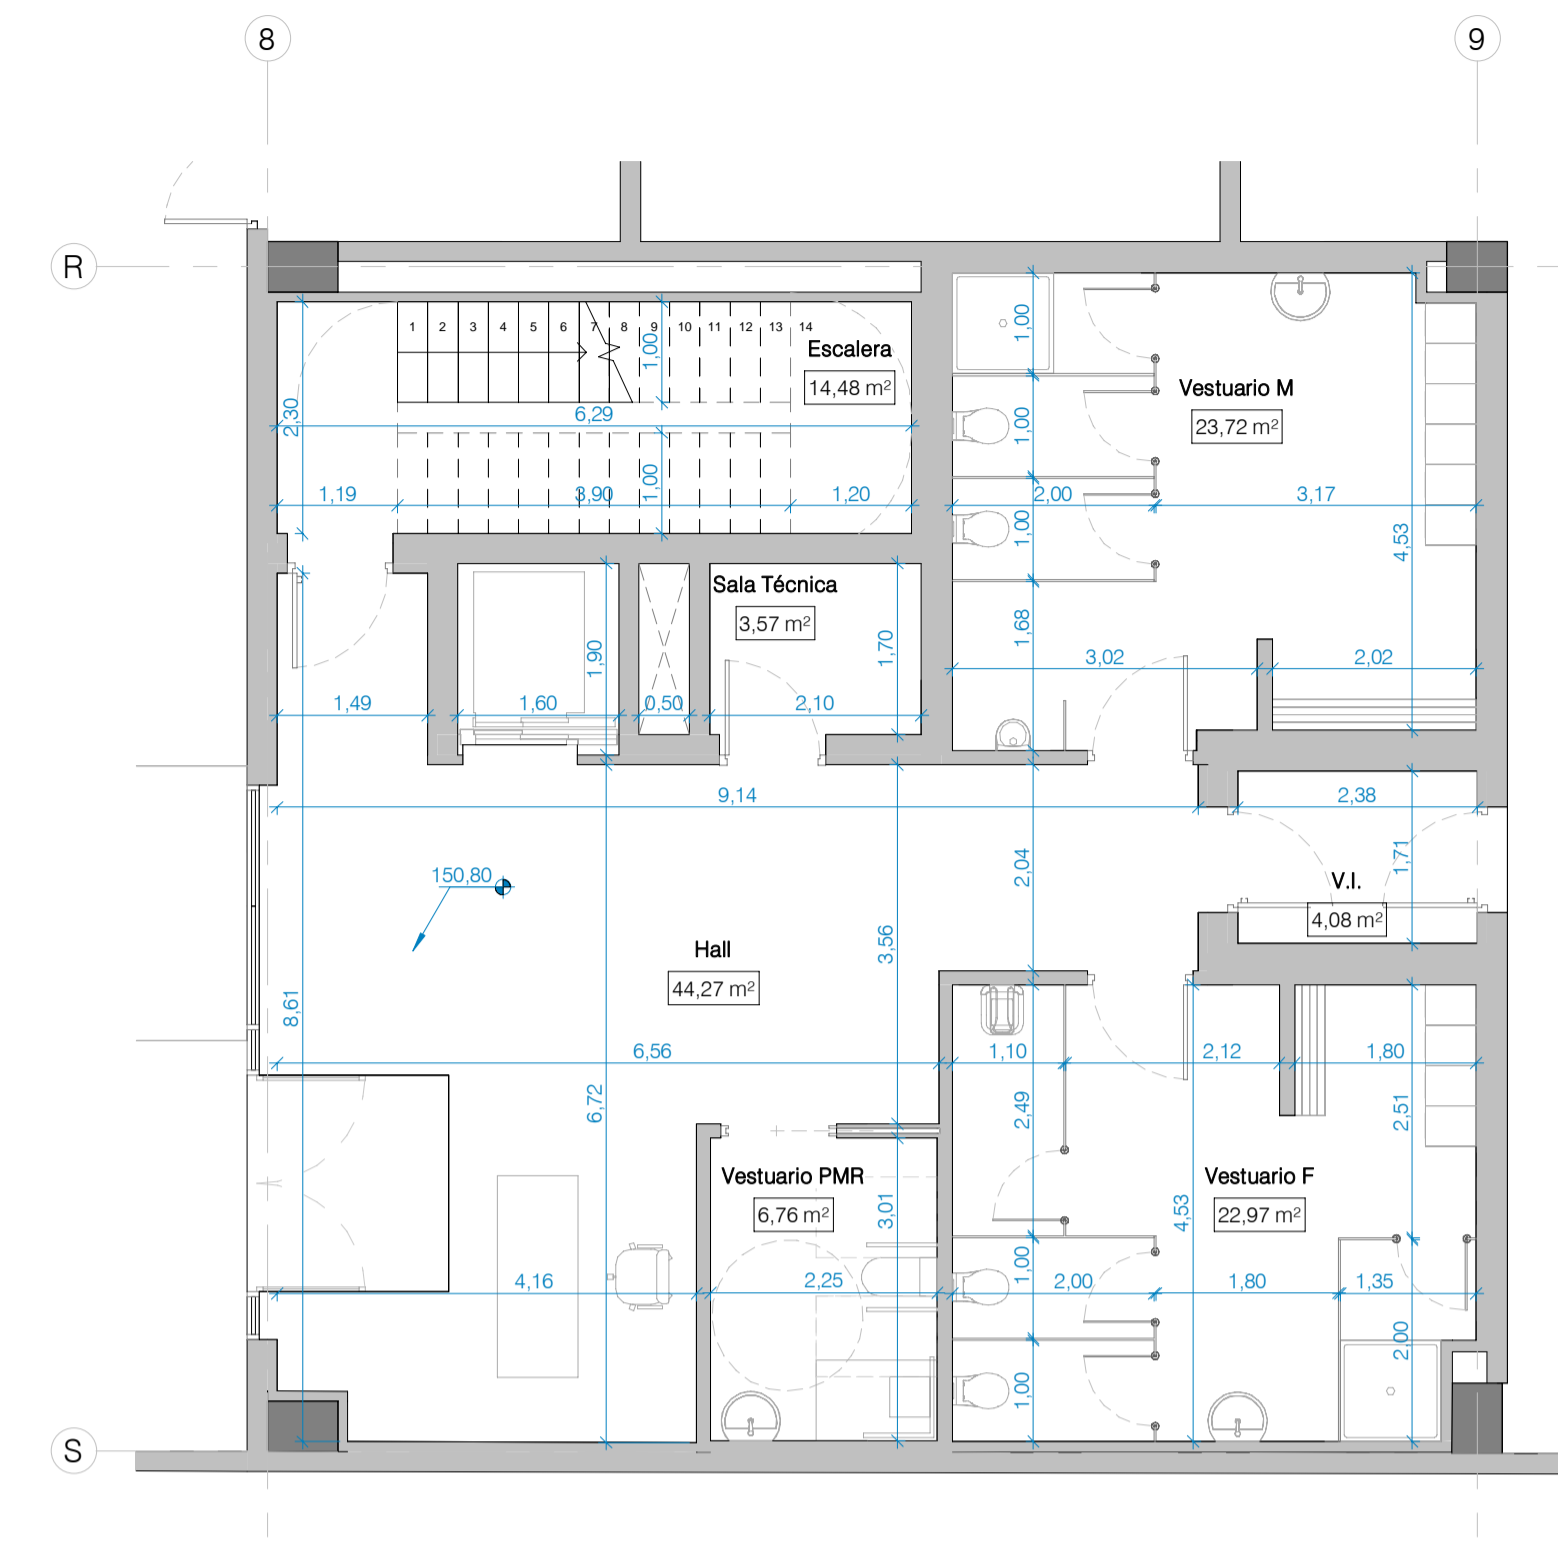 8
9
R
1 2 3 4 5 6 7 8 9 10 11 12 13 14
1,00
1,00
Escalera
14,48 m²
Vestuario M
23,72 m²
2,30
6,29
1,00
1,19
3,90
1,00
1,20
2,00
3,17
1,00
4,53
Sala Técnica
3,57 m²
1,90
1,70
1,68
3,02
2,02
1,49
1,60
0,50
2,10
9,14
2,38
150,80
2,04
1,71
V.I.
4,08 m²
Hall
44,27 m²
3,56
8,61
6,56
1,10
2,12
1,80
6,72
2,49
2,51
Vestuario PMR
6,76 m²
Vestuario F
22,97 m²
3,01
4,53
4,16
2,25
1,00
2,00
1,80
1,35
2,00
1,00
S